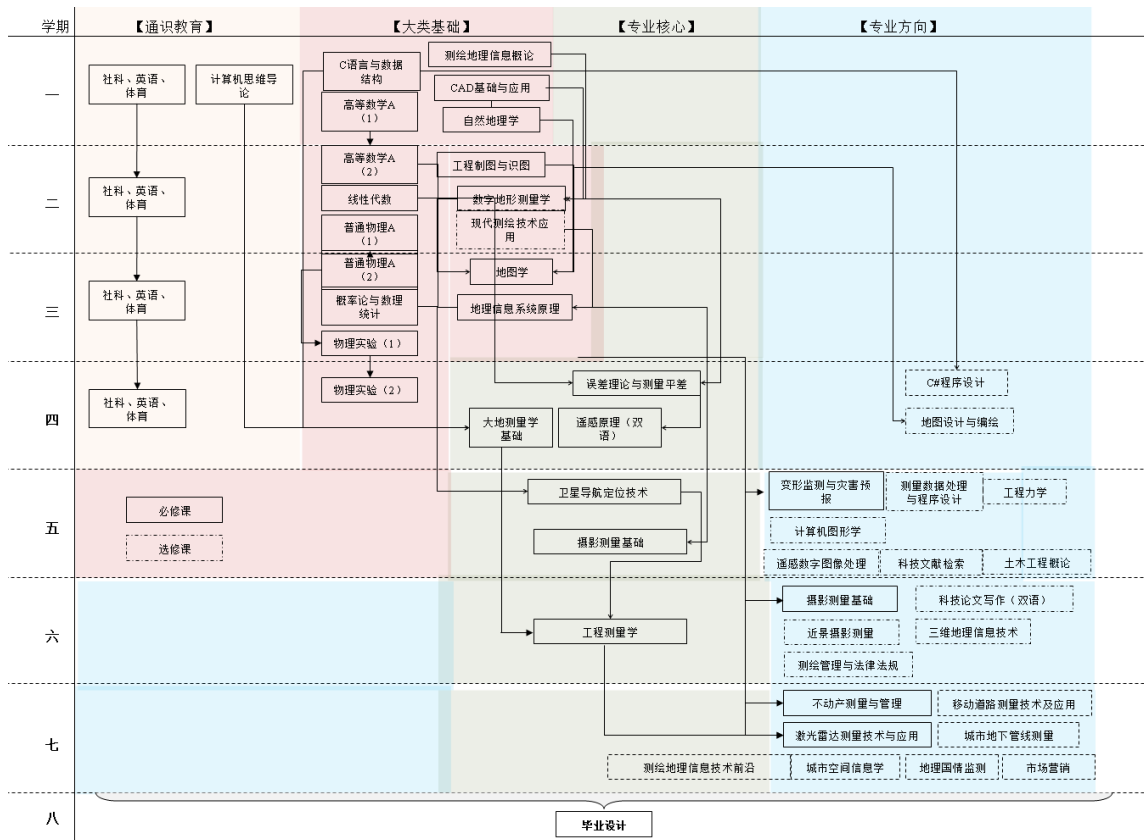 学期
【通识教育】
【大类基础】
【专业核心】
【专业方向】
一
社科、英语、
体育
计算机思维导
论
C语言与数据
结构
高等数学A
（1）
测绘地理信息概论
CAD基础与应用
自然地理学
二
社科、英语、
体育
高等数学A
（2）
线性代数
普通物理A
（1）
工程制图与识图
数字地形测量学
现代测绘技术应
用
三
社科、英语、
体育
普通物理A
（2）
概率论与数理
统计
物理实验（1）
地图学
地理信息系统原理
四
社科、英语、
体育
物理实验（2）
误差理论与测量平差
大地测量学
基础
遥感原理（双
语）
C#程序设计
地图设计与编绘
五
必修课
选修课
卫星导航定位技术
摄影测量基础
变形监测与灾害预
报
测量数据处理
与程序设计
工程力学
计算机图形学
遥感数字图像处理
科技文献检索
土木工程概论
六
工程测量学
摄影测量基础
科技论文写作（双语）
近景摄影测量
三维地理信息技术
测绘管理与法律法规
七
不动产测量与管理
移动道路测量技术及应用
激光雷达测量技术与应用
城市地下管线测量
测绘地理信息技术前沿
城市空间信息学
地理国情监测
市场营销
八
毕业设计